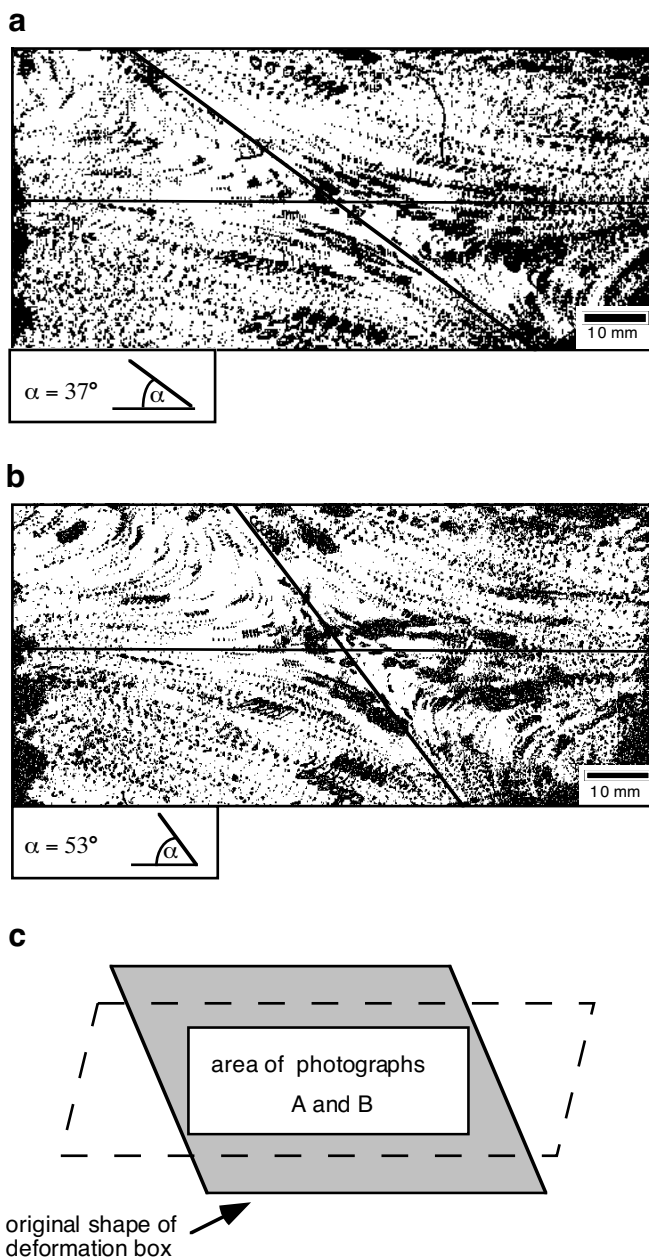 a
10 mm
α = 37°
α
b
10 mm
α = 53°
α
c
area of photographs
A and B
original shape of
deformation box